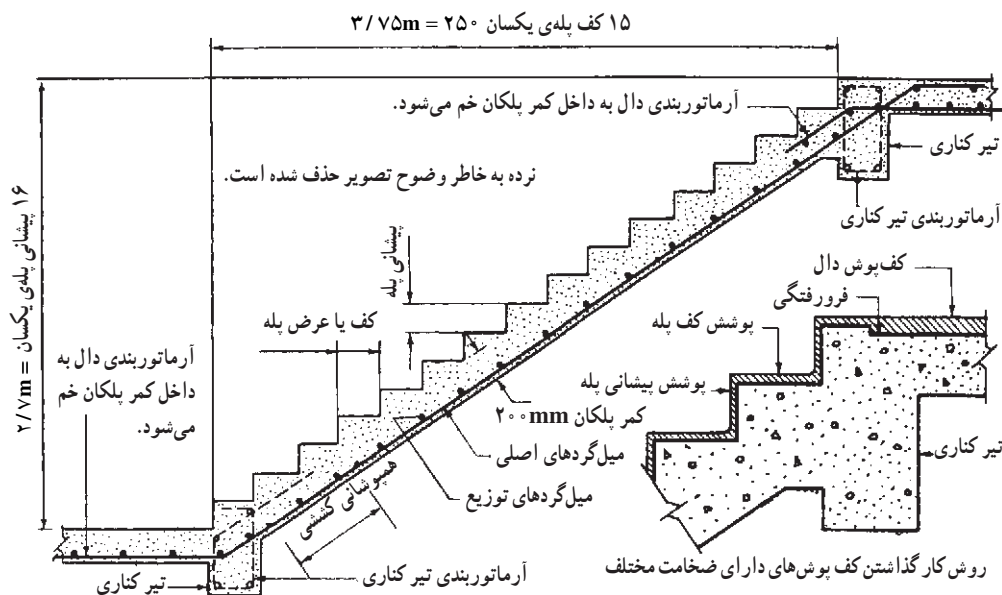 ۱۵ کف پله‌ی یکسان ۲۵۰ = ۳/۷۵m
آرماتوربندی دال به داخل کمر پلکان خم می‌شود.
تیر کناری
نرده به خاطر وضوح تصویر حذف شده است.
آرماتوربندی تیر کناری
۱۶ پیشانی پله‌ی یکسان = ۲/۷m
پیشانی پله
کف یا عرض پله
کف‌پوش دال
فرورفتگی
پوشش کف پله
پوشش پیشانی پله
تیر کناری
آرماتوربندی دال به
داخل کمر پلکان خم
می‌شود.
کمر پلکان ۲۰۰mm
میل‌گردهای اصلی
میل‌گردهای توزیع
همپوشانی کششی
تیر کناری
آرماتوربندی تیر کناری
روش کار گذاشتن کف پوش‌های دارای ضخامت مختلف